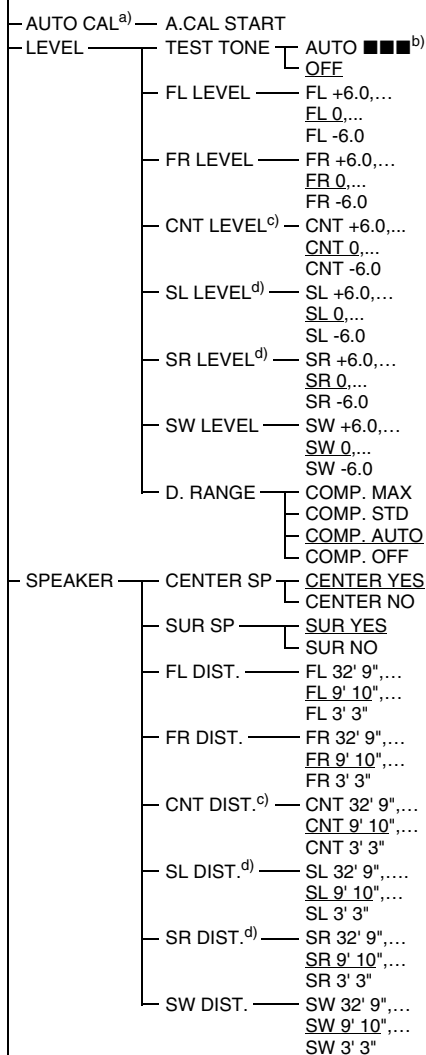 AUTO CALa) A.CAL START
LEVEL TEST TONE AUTO ■■■b)
OFF
FL LEVEL FL +6.0,…
FL 0,...
FL -6.0
FR LEVEL FR +6.0,…
FR 0,...
FR -6.0
CNT LEVELc) CNT +6.0,...
CNT 0,...
CNT -6.0
SL LEVELd) SL +6.0,…
SL 0,...
SL -6.0
SR LEVELd) SR +6.0,…
SR 0,...
SR -6.0
SW LEVEL SW +6.0,…
SW 0,...
SW -6.0
D. RANGE COMP. MAX
COMP. STD
COMP. AUTO
COMP. OFF
SPEAKER CENTER SP CENTER YES
CENTER NO
SUR SP SUR YES
SUR NO
FL DIST. FL 32' 9",…
FL 9' 10",…
FL 3' 3"
FR DIST. FR 32' 9",…
FR 9' 10",…
FR 3' 3"
CNT DIST.c) CNT 32' 9",…
CNT 9' 10",…
CNT 3' 3"
SL DIST.d) SL 32' 9",….
SL 9' 10",…
SL 3' 3"
SR DIST.d) SR 32' 9",…
SR 9' 10",…
SR 3' 3"
SW DIST. SW 32' 9",…
SW 9' 10",…
SW 3' 3"